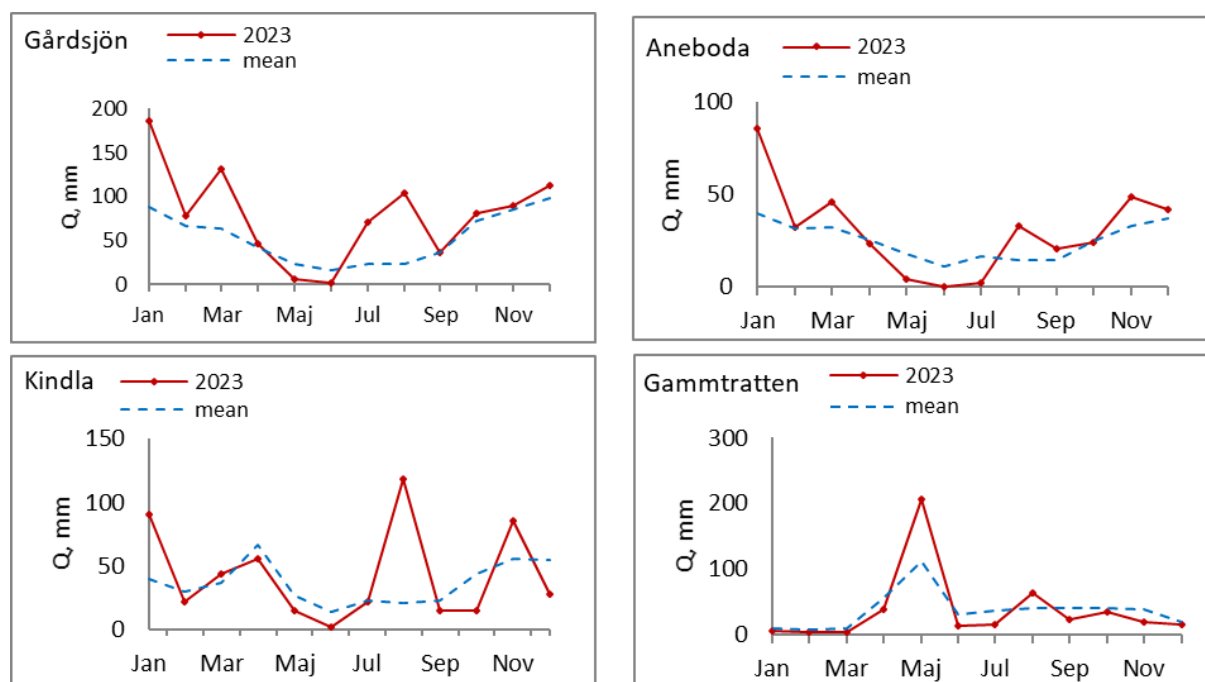 Gårdsjön
2023
mean
Q, mm
200
150
100
50
0
Jan Mar Maj Jul Sep Nov
Aneboda
2023
mean
Q, mm
100
50
0
Jan Mar Maj Jul Sep Nov
Kindla
2023
mean
Q, mm
150
100
50
0
Jan Mar Maj Jul Sep Nov
Gammtratten
2023
mean
Q, mm
300
200
100
0
Jan Mar Maj Jul Sep Nov